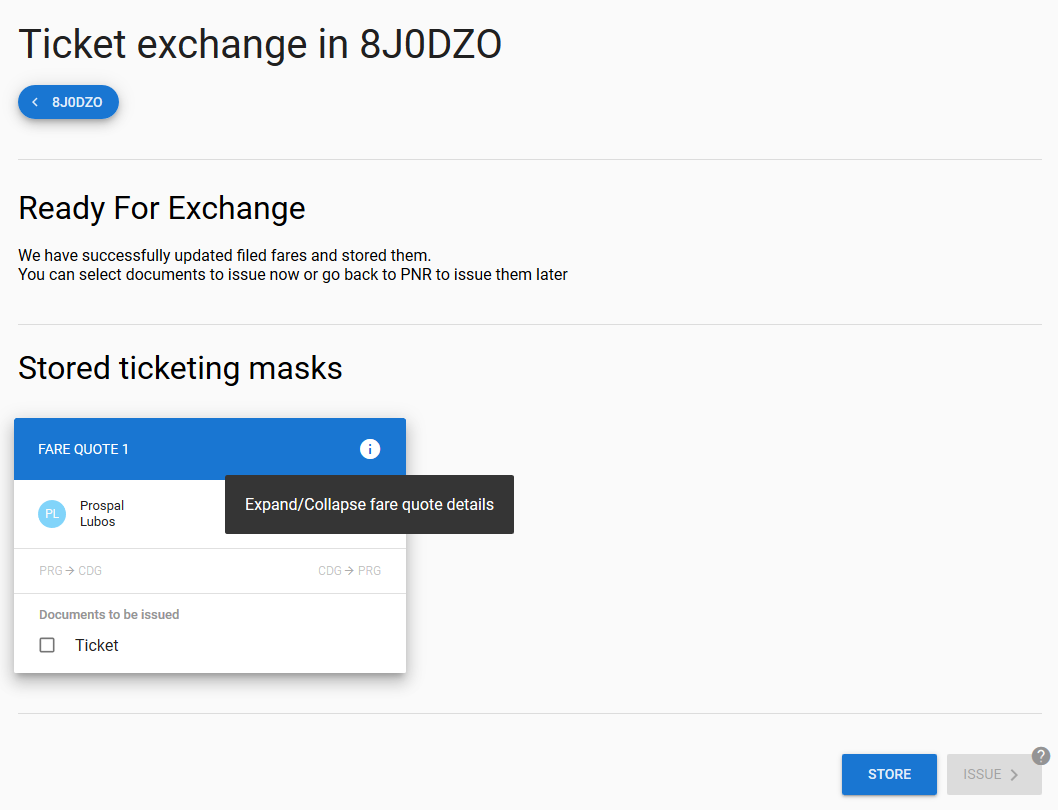 Ticket exchange in 8J0DZO
8J0DZO
Ready For Exchange
We have successfully updated filed fares and stored them.
You can select documents to issue now or go back to PNR to issue them later
Stored ticketing masks
FARE QUOTE 1
i
Expand/Collapse fare quote details
PL
Prospal
Lubos
PRG → CDG
CDG → PRG
Documents to be issued
Ticket
STORE
ISSUE
?